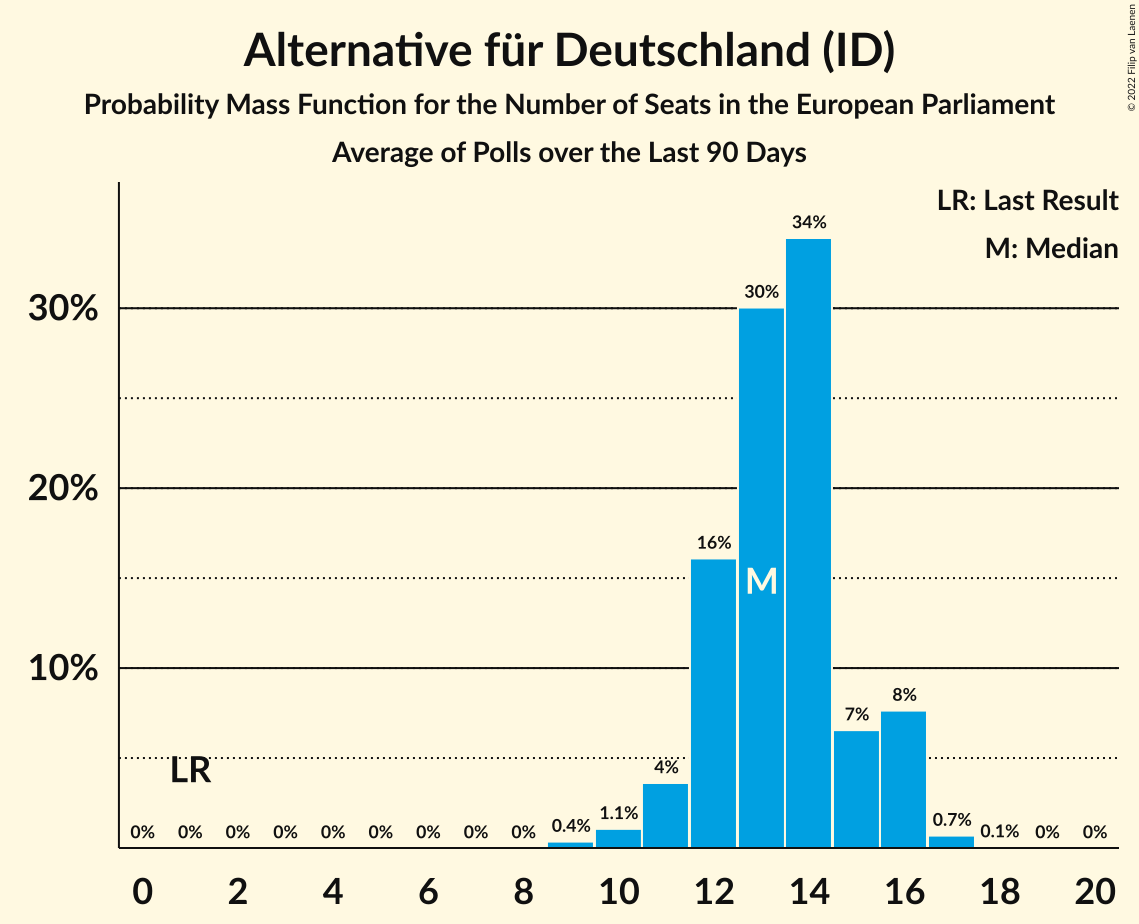 Alternative für Deutschland (ID)
Probability Mass Function for the Number of Seats in the European Parliament
Average of Polls over the Last 90 Days
© 2022 Filip van Laenen
LR: Last Result
M: Median
34%
30%
30%
20%
16%
M
10%
8%
7%
LR
4%
0% 0% 0% 0% 0% 0% 0% 0% 0% 0.4% 1.1% 0.7% 0.1% 0% 0%
0 2 4 6 8 10 12 14 16 18 20